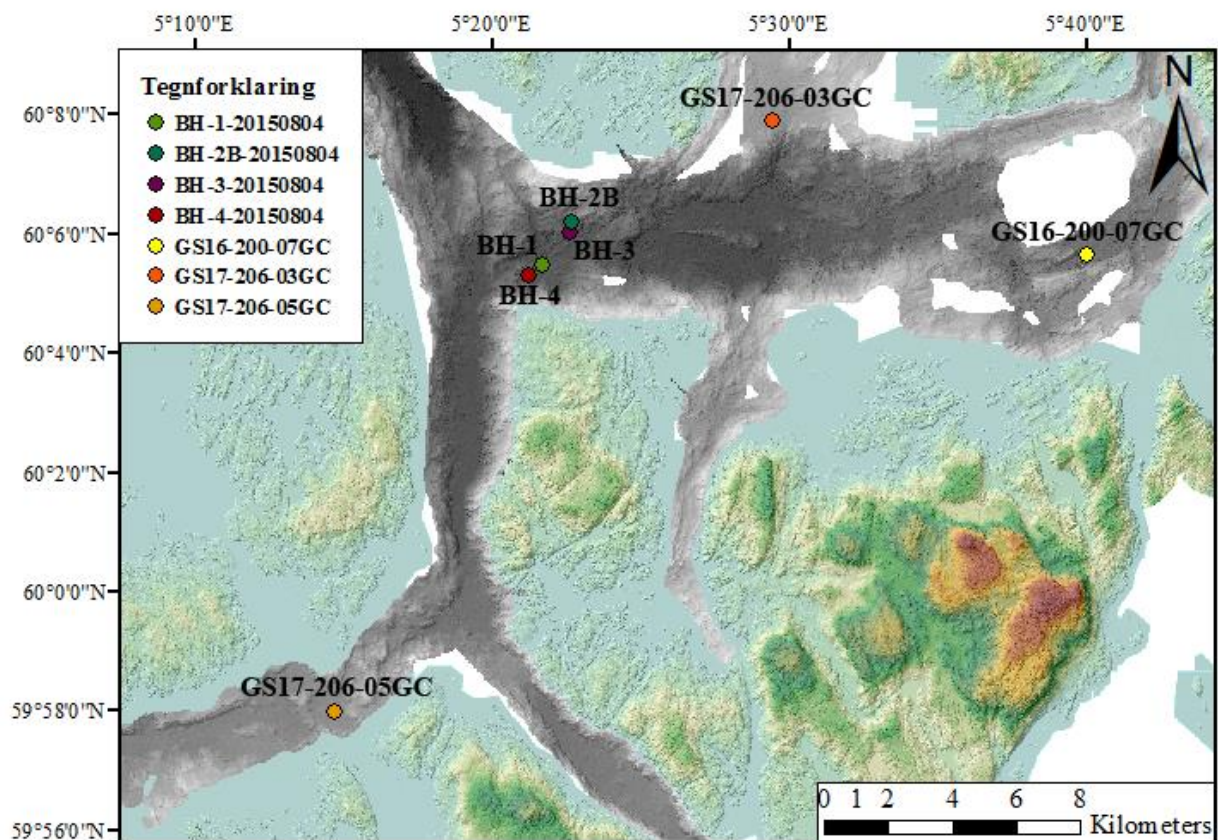 5°10'0"E 5°20'0"E 5°30'0"E 5°40'0"E
Tegnforklaring
BH-1-20150804
BH-2B-20150804
BH-3-20150804
BH-4-20150804
GS16-200-07GC
GS17-206-03GC
GS17-206-05GC
N
60°8'0"N
60°6'0"N
60°4'0"N
60°2'0"N
60°0'0"N
59°58'0"N
59°56'0"N
GS17-206-03GC
BH-2B
BH-1
BH-3
BH-4
GS16-200-07GC
GS17-206-05GC
0 1 2 4 6 8
Kilometers